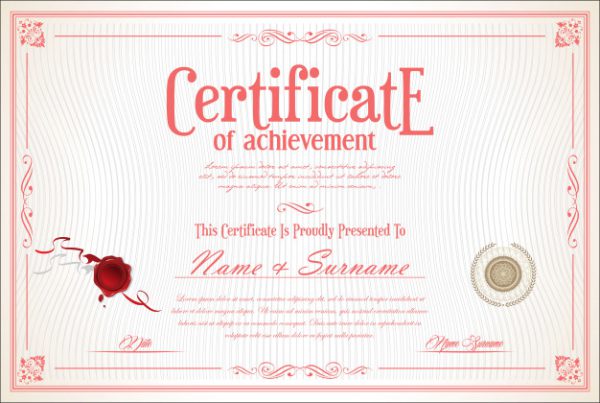 Certificate
of achievement
Lorem ipsum dolor sit amet, consectetur adipiscing
elit, sed do eiusmod tempor incididunt ut labore et dolore
magna aliqua. Ut enim ad minim veniam,
This Certificate Is Proudly Presented To
Name & Surname
Lorem ipsum dolor sit amet, consectetur adipiscing elit, sed do eiusmod tempor incididunt ut
labore et dolore magna aliqua. Ut enim ad minim veniam, quis nostrud exercitation ullamco
laboris nisi ut aliquip ex ea commodo consequat. Duis aute irure dolor in reprehenderit in
voluptate velit esse cillum dolore eu fugiat
Date
Name Surname